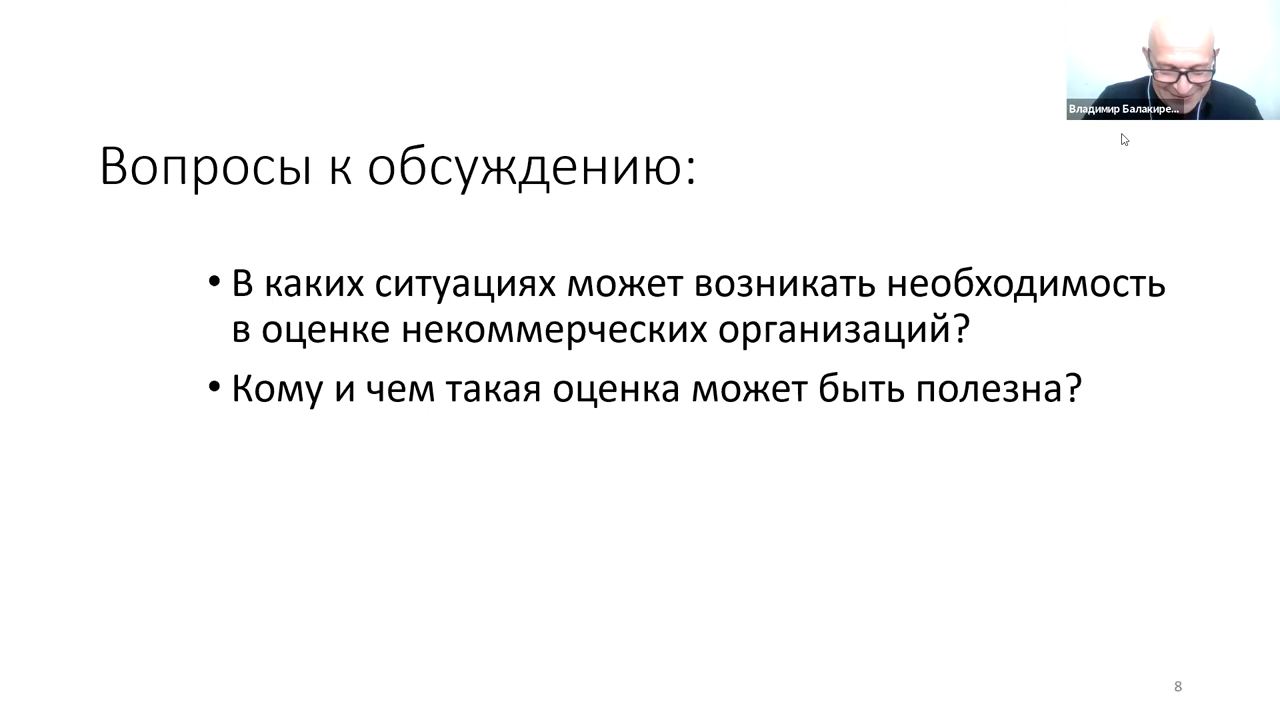 Владимир Балакире...
Вопросы к обсуждению:
• В каких ситуациях может возникать необходимость
в оценке некоммерческих организаций?
• Кому и чем такая оценка может быть полезна?
8